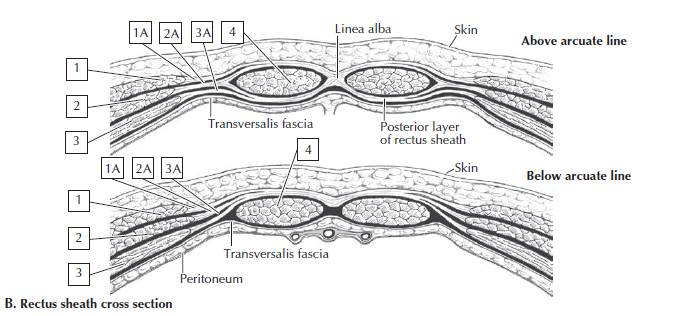 1A 2A 3A 4 Linea alba Skin
Above arcuate line
1
2
3
Transversalis fascia
Posterior layer
of rectus sheath
4
1A 2A 3A
Skin
Below arcuate line
1
2
3
Transversalis fascia
Peritoneum
B. Rectus sheath cross section